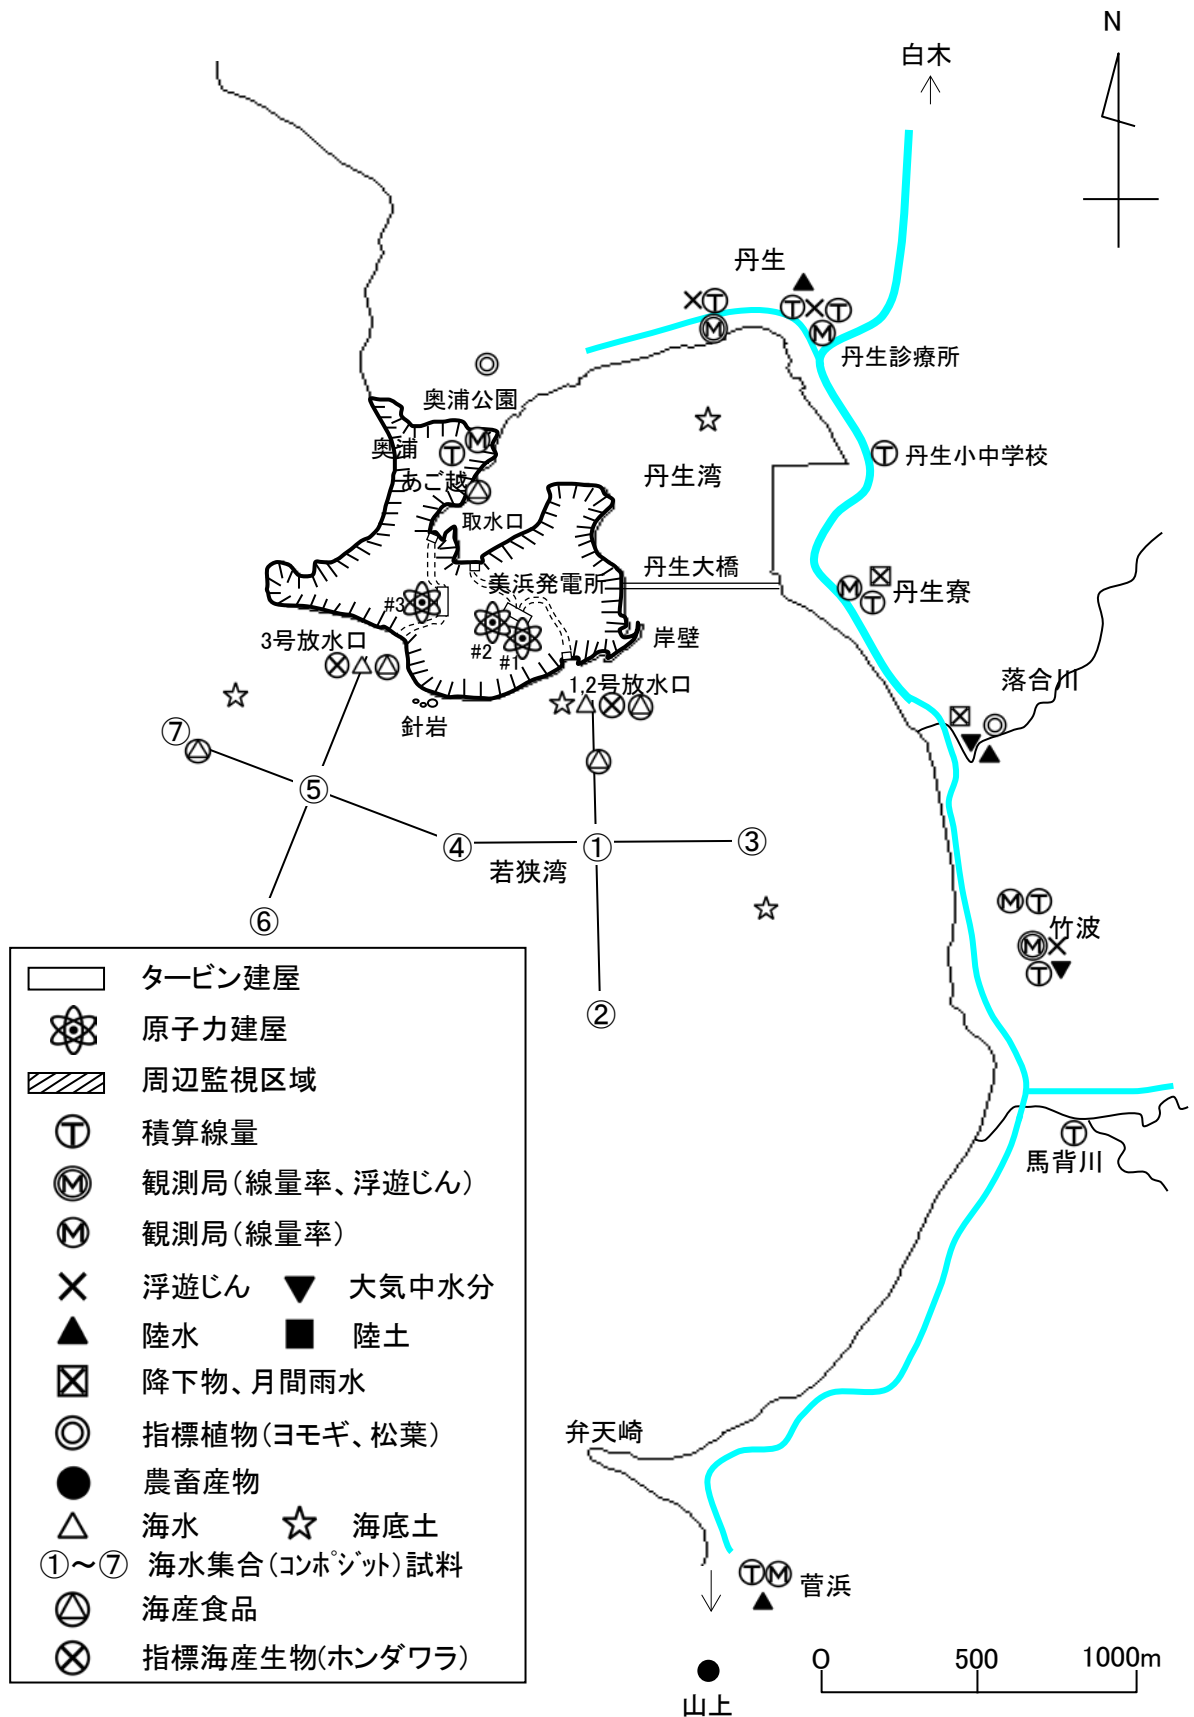 N
白木
丹生
丹生診療所
奥浦公園
奥浦
あご越
取水口
丹生湾
丹生小中学校
美浜発電所
丹生大橋
丹生寮
#3
#2
#1
3号放水口
岸壁
1,2号放水口
針岩
落合川
⑦
⑤
④
①
③
若狭湾
⑥
②
竹波
馬背川
弁天崎
菅浜
山上
0 500 1000m
タービン建屋
原子力建屋
周辺監視区域
T 積算線量
M 観測局(線量率、浮遊じん)
M 観測局(線量率)
浮遊じん 大気中水分
陸水 陸土
降下物、月間雨水
指標植物(ヨモギ、松葉)
農畜産物
海水 海底土
①~⑦ 海水集合(コンポジット)試料
海産食品
指標海産生物(ホンダワラ)